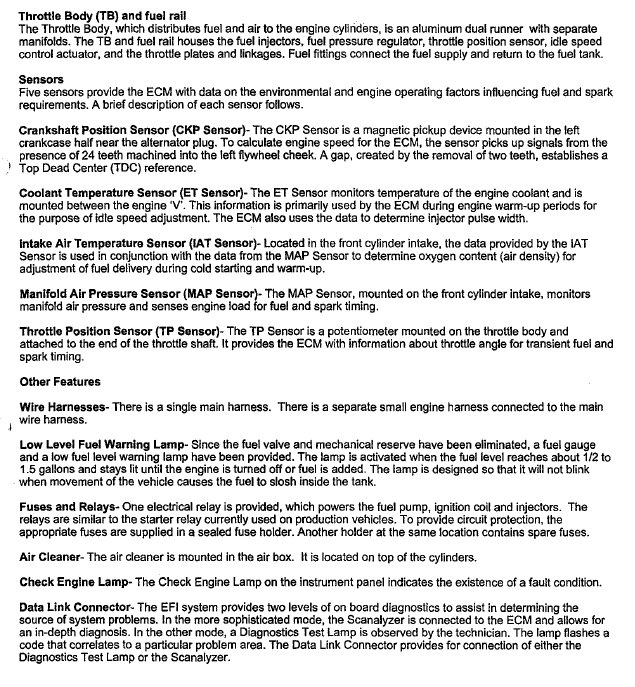 Throttle Body (TB) and fuel rail
The Throttle Body, which distributes fuel and air to the engine cylinders, is an aluminum dual runner with separate
manifolds. The TB and fuel rail houses the fuel injectors, fuel pressure regulator, throttle position sensor, idle speed
control actuator, and the throttle plates and linkages. Fuel fittings connect the fuel supply and return to the fuel tank.
Sensors
Five sensors provide the ECM with data on the environmental and engine operating factors influencing fuel and spark
requirements. A brief description of each sensor follows.
Crankshaft Position Sensor (CKP Sensor)- The CKP Sensor is a magnetic pickup device mounted in the left
crankcase half near the alternator plug. To calculate engine speed for the ECM, the sensor picks up signals from the
presence of 24 teeth machined into the left flywheel cheek. A gap, created by the removal of two teeth, establishes a
Top Dead Center (TDC) reference.
Coolant Temperature Sensor (ET Sensor)- The ET Sensor monitors temperature of the engine coolant and is
mounted between the engine 'V'. This information is primarily used by the ECM during engine warm-up periods for
the purpose of idle speed adjustment. The ECM also uses the data to determine injector pulse width.
Intake Air Temperature Sensor (IAT Sensor)- Located in the front cylinder intake, the data provided by the IAT
Sensor is used in conjunction with the data from the MAP Sensor to determine oxygen content (air density) for
adjustment of fuel delivery during cold starting and warm-up.
Manifold Air Pressure Sensor (MAP Sensor)- The MAP Sensor, mounted on the front cylinder intake, monitors
manifold air pressure and senses engine load for fuel and spark timing.
Throttle Position Sensor (TP Sensor)- The TP Sensor is a potentiometer mounted on the throttle body and
attached to the end of the throttle shaft. It provides the ECM with information about throttle angle for transient fuel and
spark timing.
Other Features
Wire Harnesses- There is a single main harness. There is a separate small engine harness connected to the main
wire harness.
Low Level Fuel Warning Lamp- Since the fuel valve and mechanical reserve have been eliminated, a fuel gauge
and a low fuel level warning lamp have been provided. The lamp is activated when the fuel level reaches about 1/2 to
1.5 gallons and stays lit until the engine is turned off or fuel is added. The lamp is designed so that it will not blink
when movement of the vehicle causes the fuel to slosh inside the tank.
Fuses and Relays- One electrical relay is provided, which powers the fuel pump, ignition coil and injectors. The
relays are similar to the starter relay currently used on production vehicles. To provide circuit protection, the
appropriate fuses are supplied in a sealed fuse holder. Another holder at the same location contains spare fuses.
Air Cleaner- The air cleaner is mounted in the air box. It is located on top of the cylinders.
Check Engine Lamp- The Check Engine Lamp on the instrument panel indicates the existence of a fault condition.
Data Link Connector- The EFI system provides two levels of on board diagnostics to assist in determining the
source of system problems. In the more sophisticated mode, the Scanalyzer is connected to the ECM and allows for
an in-depth diagnosis. In the other mode, a Diagnostics Test Lamp is observed by the technician. The lamp flashes a
code that correlates to a particular problem area. The Data Link Connector provides for connection of either the
Diagnostics Test Lamp or the Scanalyzer.